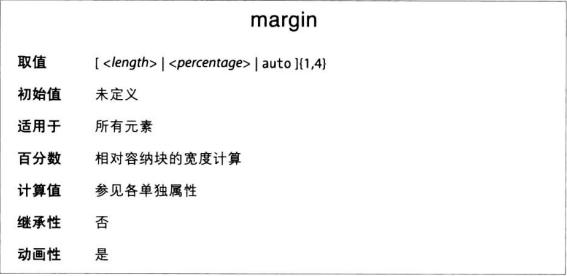 margin
取值 [ <length> | <percentage> | auto ]{1,4}
初始值 未定义
适用于 所有元素
百分数 相对容纳块的宽度计算
计算值 参见各单独属性
继承性 否
动画性 是